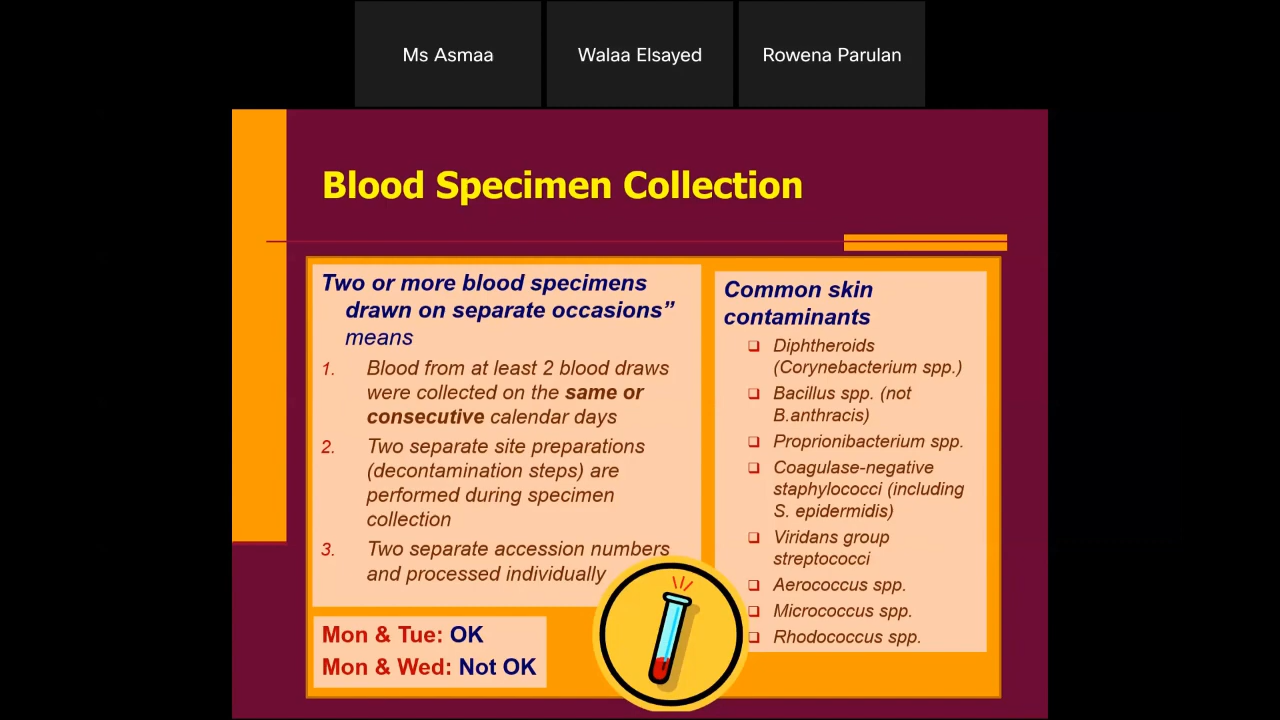 Ms Asmaa
Walaa Elsayed
Rowena Parulan
Blood Specimen Collection
Two or more blood specimens
drawn on separate occasions”
means
1. Blood from at least 2 blood draws
were collected on the same or
consecutive calendar days
2. Two separate site preparations
(decontamination steps) are
performed during specimen
collection
3. Two separate accession numbers
and processed individually
Mon & Tue: OK
Mon & Wed: Not OK
Common skin
contaminants
Diphtheroids
(Corynebacterium spp.)
Bacillus spp. (not
B.anthracis)
Proprionibacterium spp.
Coagulase-negative
staphylococci (including
S. epidermidis)
Viridans group
streptococci
Aerococcus spp.
Micrococcus spp.
Rhodococcus spp.